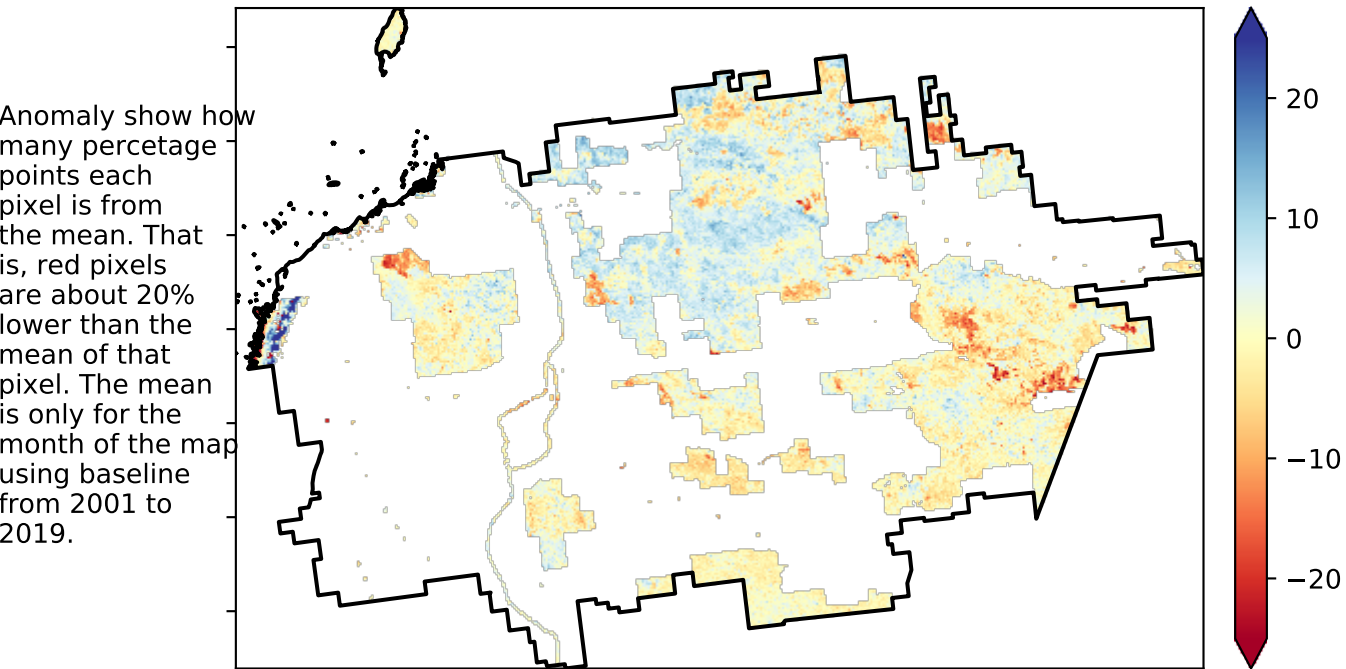 Anomaly show how
many percetage
points each
pixel is from
the mean. That
is, red pixels
are about 20%
lower than the
mean of that
pixel. The mean
is only for the
month of the map
using baseline
from 2001 to
2019.
20
10
0
−10
−20